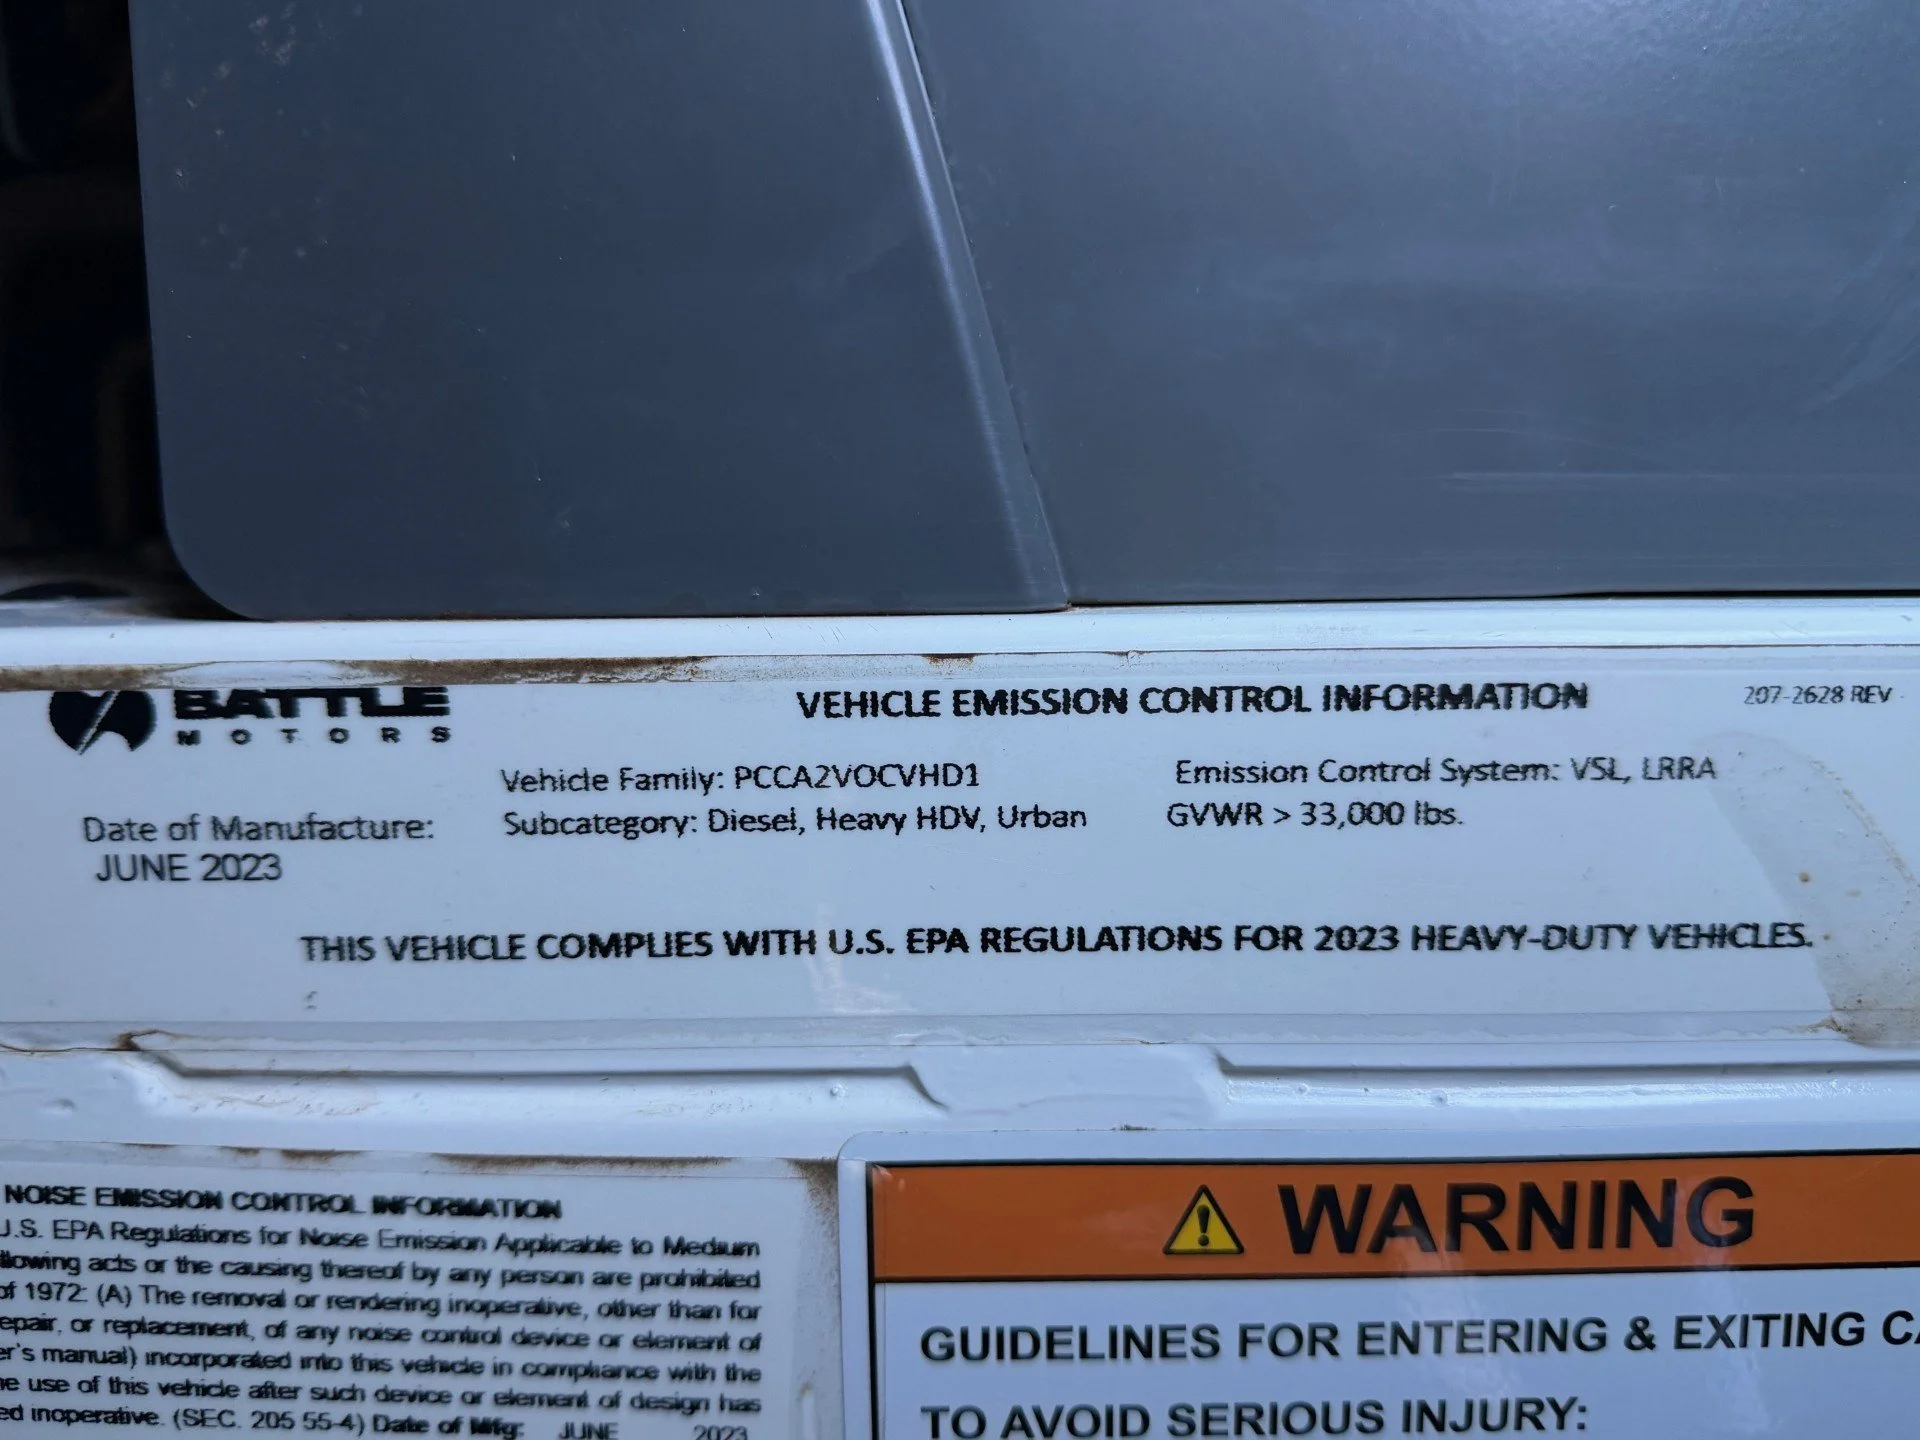 BATTLE
MOTORS
VEHICLE EMISSION CONTROL INFORMATION
207-2628 REV
Vehicle Family: PCCA2VOCVHD1
Emission Control System: VSL, LRRA
Date of Manufacture:
JUNE 2023
Subcategory: Diesel, Heavy HDV, Urban
GVWR > 33,000 lbs.
THIS VEHICLE COMPLIES WITH U.S. EPA REGULATIONS FOR 2023 HEAVY-DUTY VEHICLES.
NOISE EMISSION CONTROL INFORMATION
U.S. EPA Regulations for Noise Emission Applicable to Medium
llowing acts or the causing thereof by any person are prohibited
of 1972: (A) The removal or rendering inoperative, other than for
epair, or replacement, of any noise control device or element of
er's manual) incorporated into this vehicle in compliance with the
he use of this vehicle after such device or element of design has
ed inoperative. (SEC. 205 55-4) Date of Mfg: JUNE 2023
WARNING
GUIDELINES FOR ENTERING & EXITING CA
TO AVOID SERIOUS INJURY: